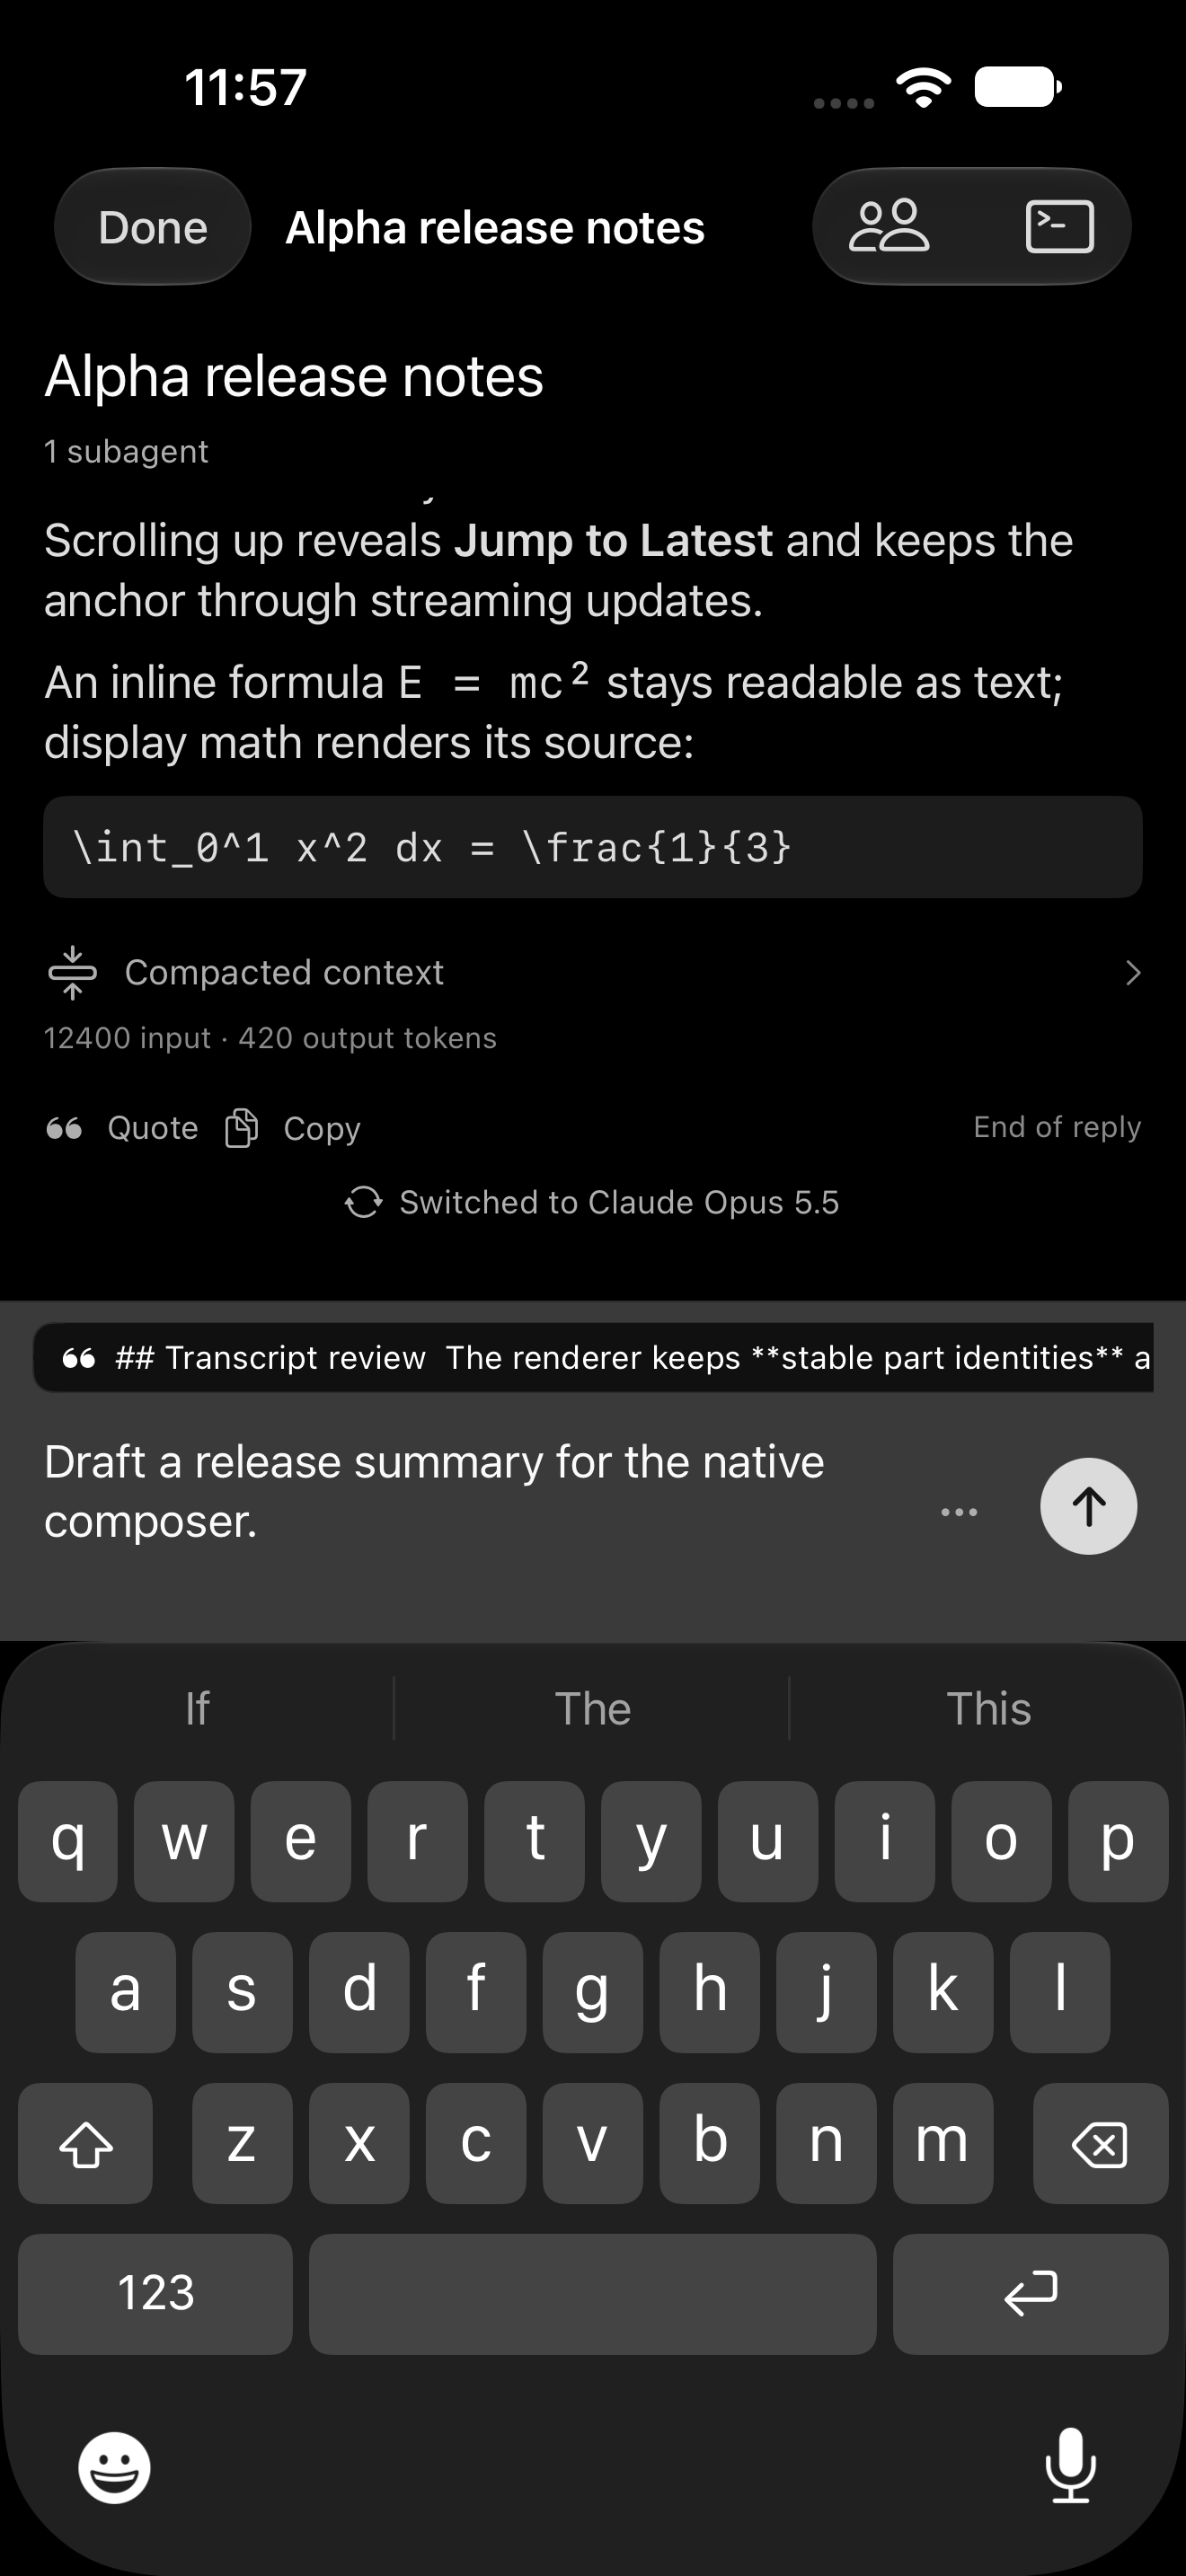 11:57
Done
Alpha release notes
Alpha release notes
1 subagent
Scrolling up reveals Jump to Latest and keeps the
anchor through streaming updates.
An inline formula E = mc² stays readable as text;
display math renders its source:
\int_0^1 x^2 dx = \frac{1}{3}
Compacted context
12400 input · 420 output tokens
Quote Copy End of reply
Switched to Claude Opus 5.5
## Transcript review The renderer keeps **stable part identities** a
Draft a release summary for the native
composer.
If The This
q w e r t y u i o p
a s d f g h j k l
z x c v b n m
123